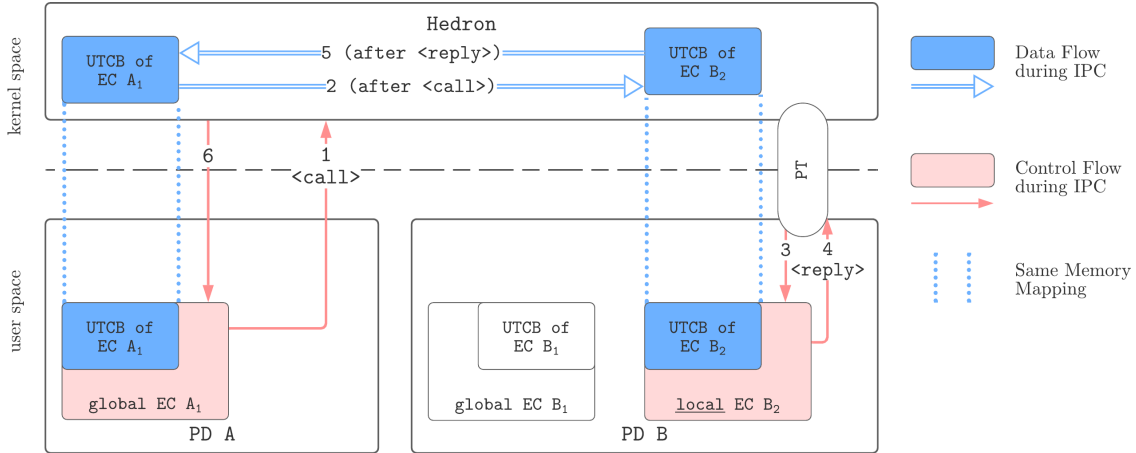 Hedron
kernel space
UTCB of
EC A₁
5 (after <reply>)
2 (after <call>)
UTCB of
EC B₂
6
1
<call>
PT
3
4
<reply>
user space
UTCB of
EC A₁
global EC A₁
PD A
UTCB of
EC B₁
global EC B₁
UTCB of
EC B₂
local EC B₂
PD B
Data Flow
during IPC
Control Flow
during IPC
Same Memory
Mapping